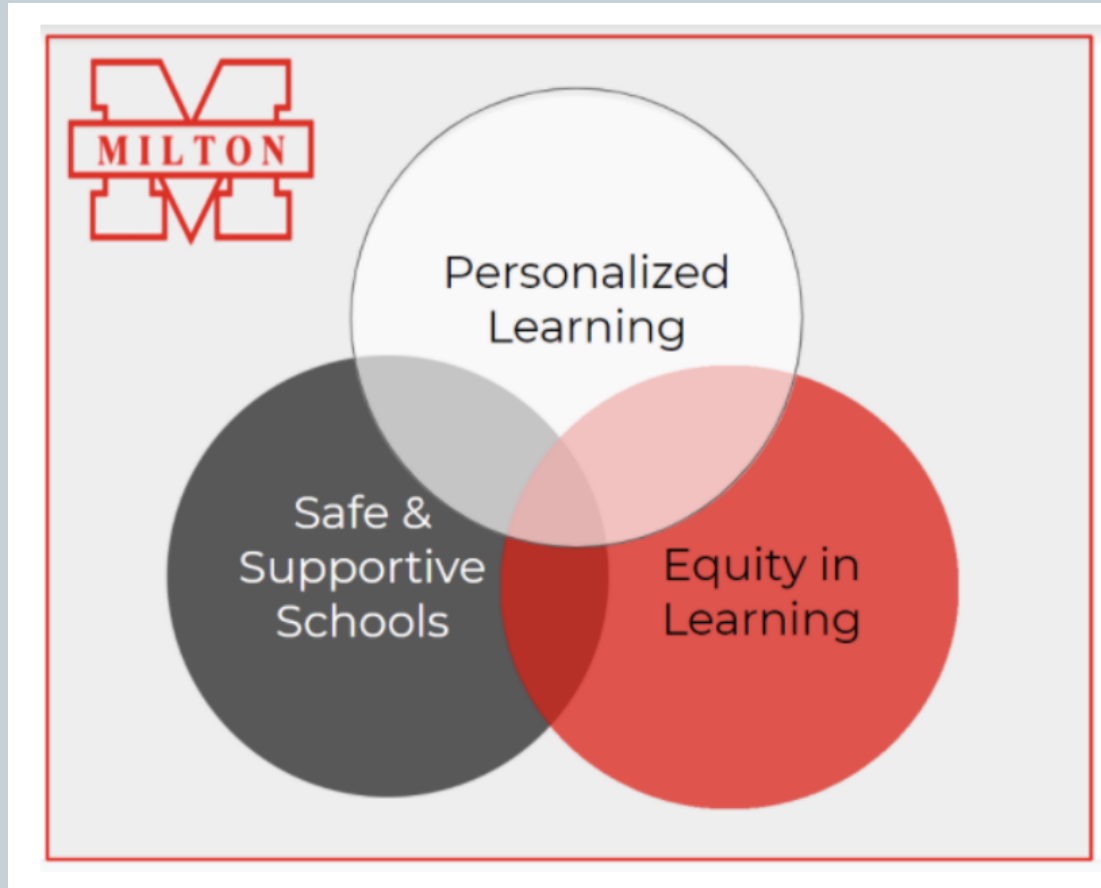 MILTON
Personalized
Learning
Safe &
Supportive
Schools
Equity in
Learning